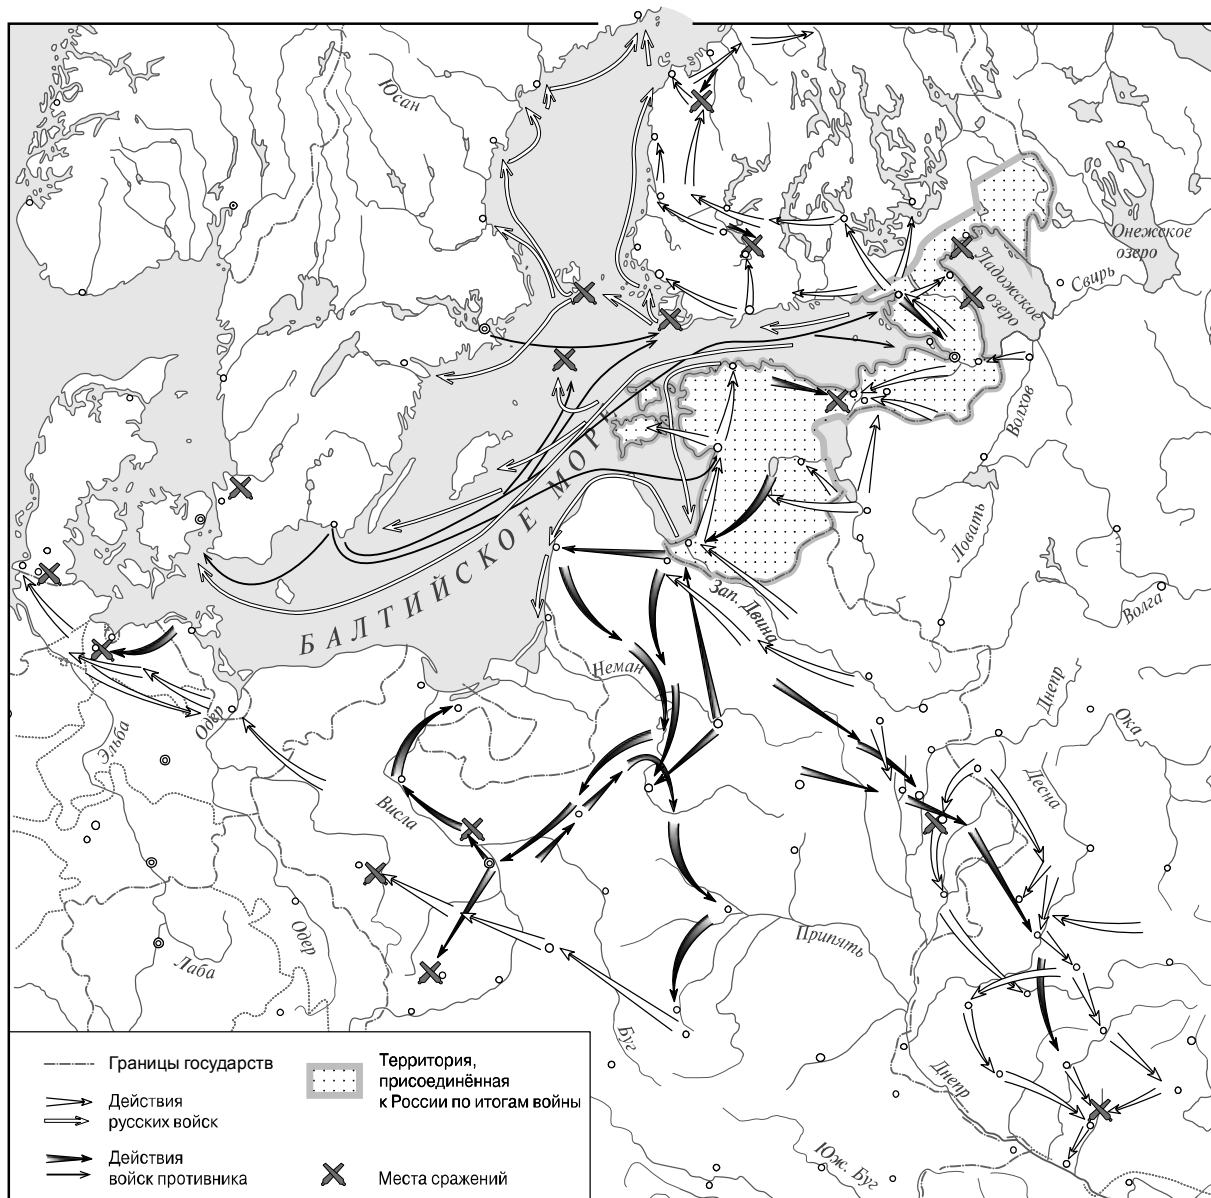 Юсан
Онежское
озеро
Ладожское
озеро
Свирь
Волхов
Ловать
Волга
БАЛТИЙСКОЕ МОРЕ
Зап. Двина
Неман
Днепр
Ока
Десна
Эльба
Одер
Висла
Одер
Лаба
Припять
Буг
Днепр
Юж. Буг
Границы государств
Действия
русских войск
Действия
войск противника
Территория,
присоединённая
к России по итогам войны
Места сражений